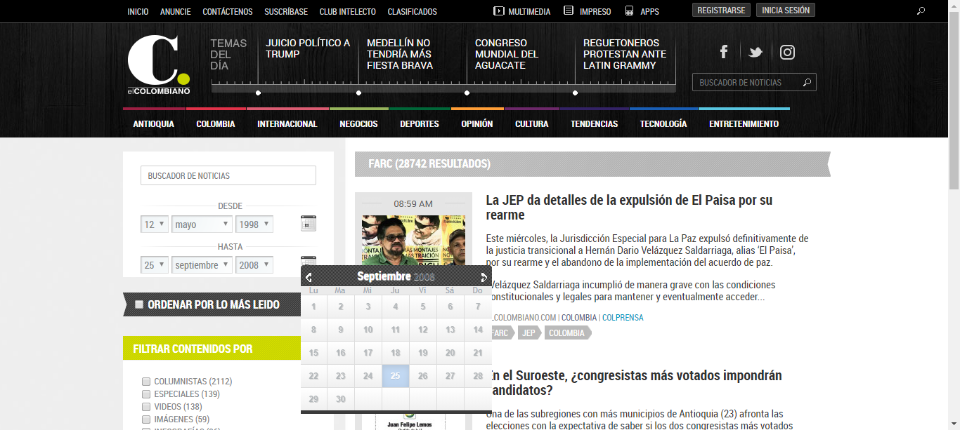 INICIO ANUNCIE CONTÁCTENOS SUSCRÍBASE CLUB INTELECTO CLASIFICADOS MULTIMEDIA IMPRESO APPS REGISTRARSE INICIA SESIÓN
C.
elCOLOMBIANO
TEMAS DEL DÍA
JUICIO POLÍTICO A
TRUMP
MEDELLÍN NO
TENDRÍA MÁS
FIESTA BRAVA
CONGRESO
MUNDIAL DEL
AGUACATE
REGUETONEROS
PROTESTAN ANTE
LATIN GRAMMY
BUSCADOR DE NOTICIAS
ANTIOQUIA COLOMBIA INTERNACIONAL NEGOCIOS DEPORTES OPINIÓN CULTURA TENDENCIAS TECNOLOGÍA ENTRETENIMIENTO
BUSCADOR DE NOTICIAS
DESDE
12 mayo 1998
HASTA
25 septiembre 2008
ORDENAR POR LO MÁS LEIDO
FILTRAR CONTENIDOS POR
COLUMNISTAS (2112)
ESPECIALES (139)
VIDEOS (138)
IMÁGENES (59)
Septiembre 2008
Lu Ma Mi Ju Vi Sá Do
1 2 3 4 5 6 7
8 9 10 11 12 13 14
15 16 17 18 19 20 21
22 23 24 25 26 27 28
29 30
FARC (28742 RESULTADOS)
08:59 AM
La JEP da detalles de la expulsión de El Paisa por su
rearme
Este miércoles, la Jurisdicción Especial para La Paz expulsó definitivamente de
la justicia transicional a Hernán Dario Velázquez Saldarriaga, alias 'El Paisa',
por su rearme y el abandono de la implementación del acuerdo de paz.
Velázquez Saldarriaga incumplió de manera grave con las condiciones
constitucionales y legales para mantener y eventualmente acceder...
ELCOLOMBIANO.COM | COLOMBIA | COLPRENSA
FARC JEP COLOMBIA
En el Suroeste, ¿congresistas más votados impondrán
candidatos?
Una de las subregiones con más municipios de Antioquia (23) afronta las
elecciones con la expectativa de saber si los dos congresistas más votados
Juan Felipe Lemos